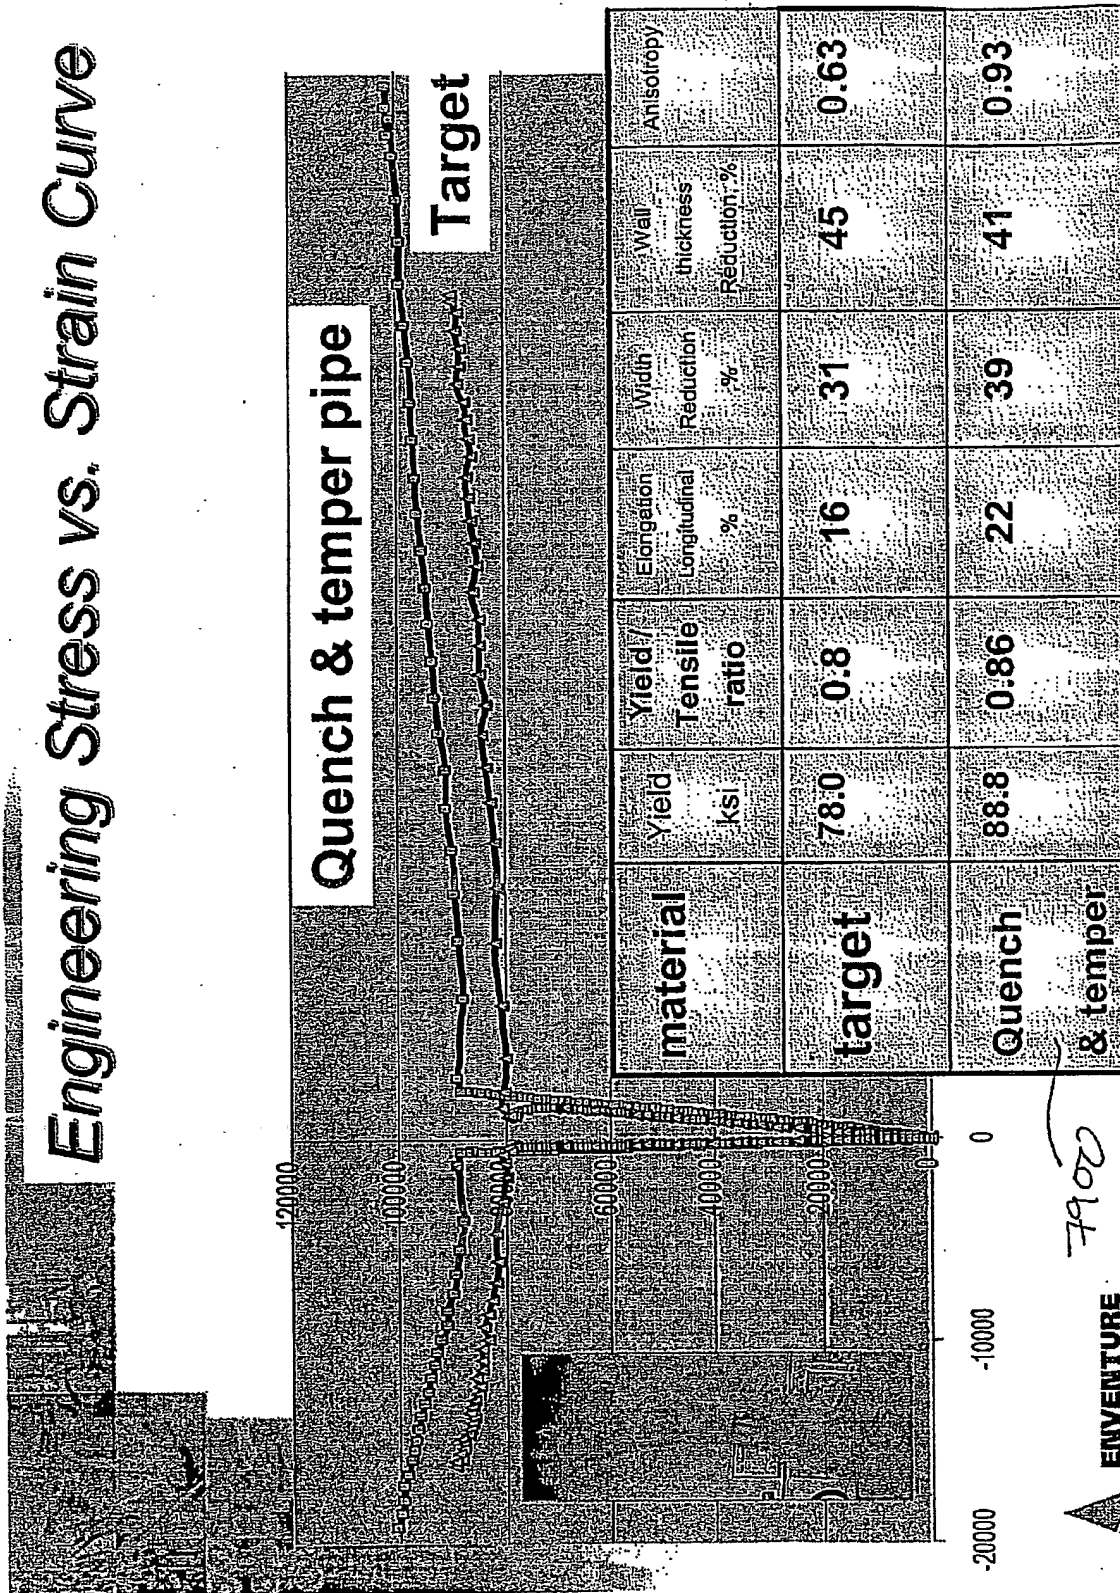 Engineering Stress vs. Strain Curve
120000
100000
60000
40000
20000
0
-20000
-10000
0
Quench & temper pipe
Target
material
Yield
ksi
Yield /
Tensile
ratio
Elongation
Longitudinal
%
Width
Reduction
%
Wall
thickness
Reduction %
Anisotropy
target
78.0
0.8
16
31
45
0.63
Quench
& temper
88.8
0.86
22
39
41
0.93
ENVENTURE